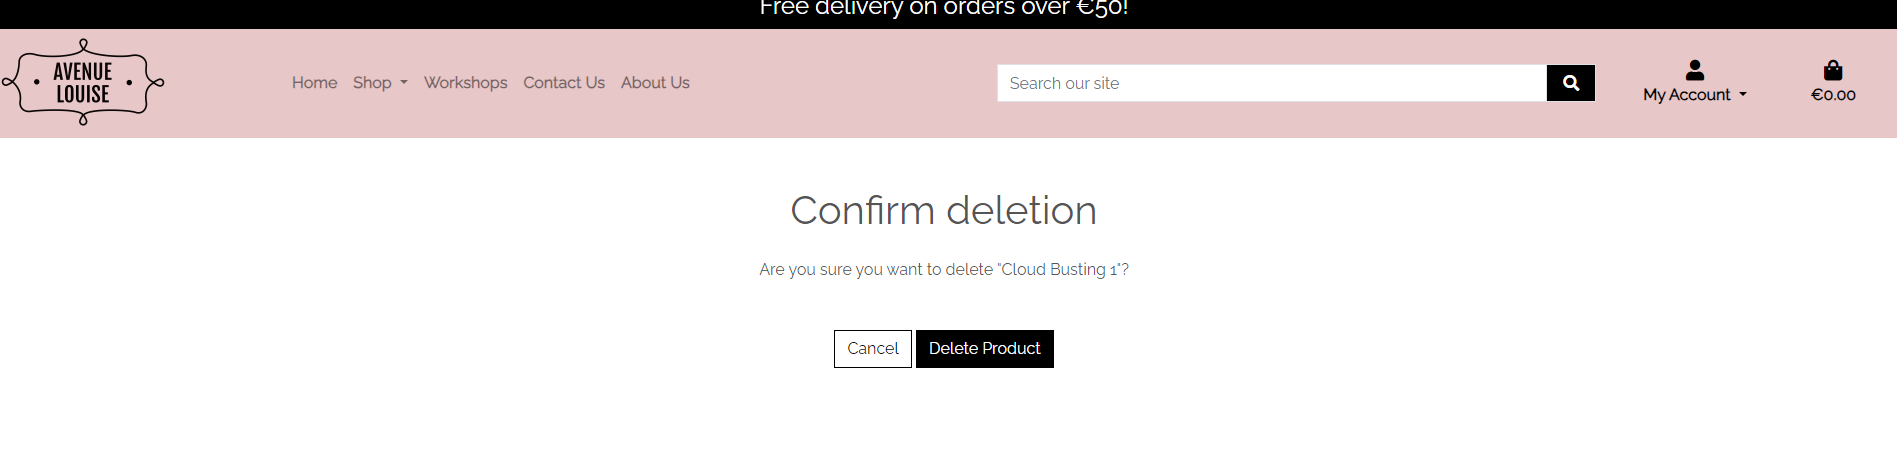 Free delivery on orders over €50!
AVENUE
LOUISE
Home Shop Workshops Contact Us About Us
Search our site
My Account
€0.00
Confirm deletion
Are you sure you want to delete "Cloud Busting 1"?
Cancel Delete Product